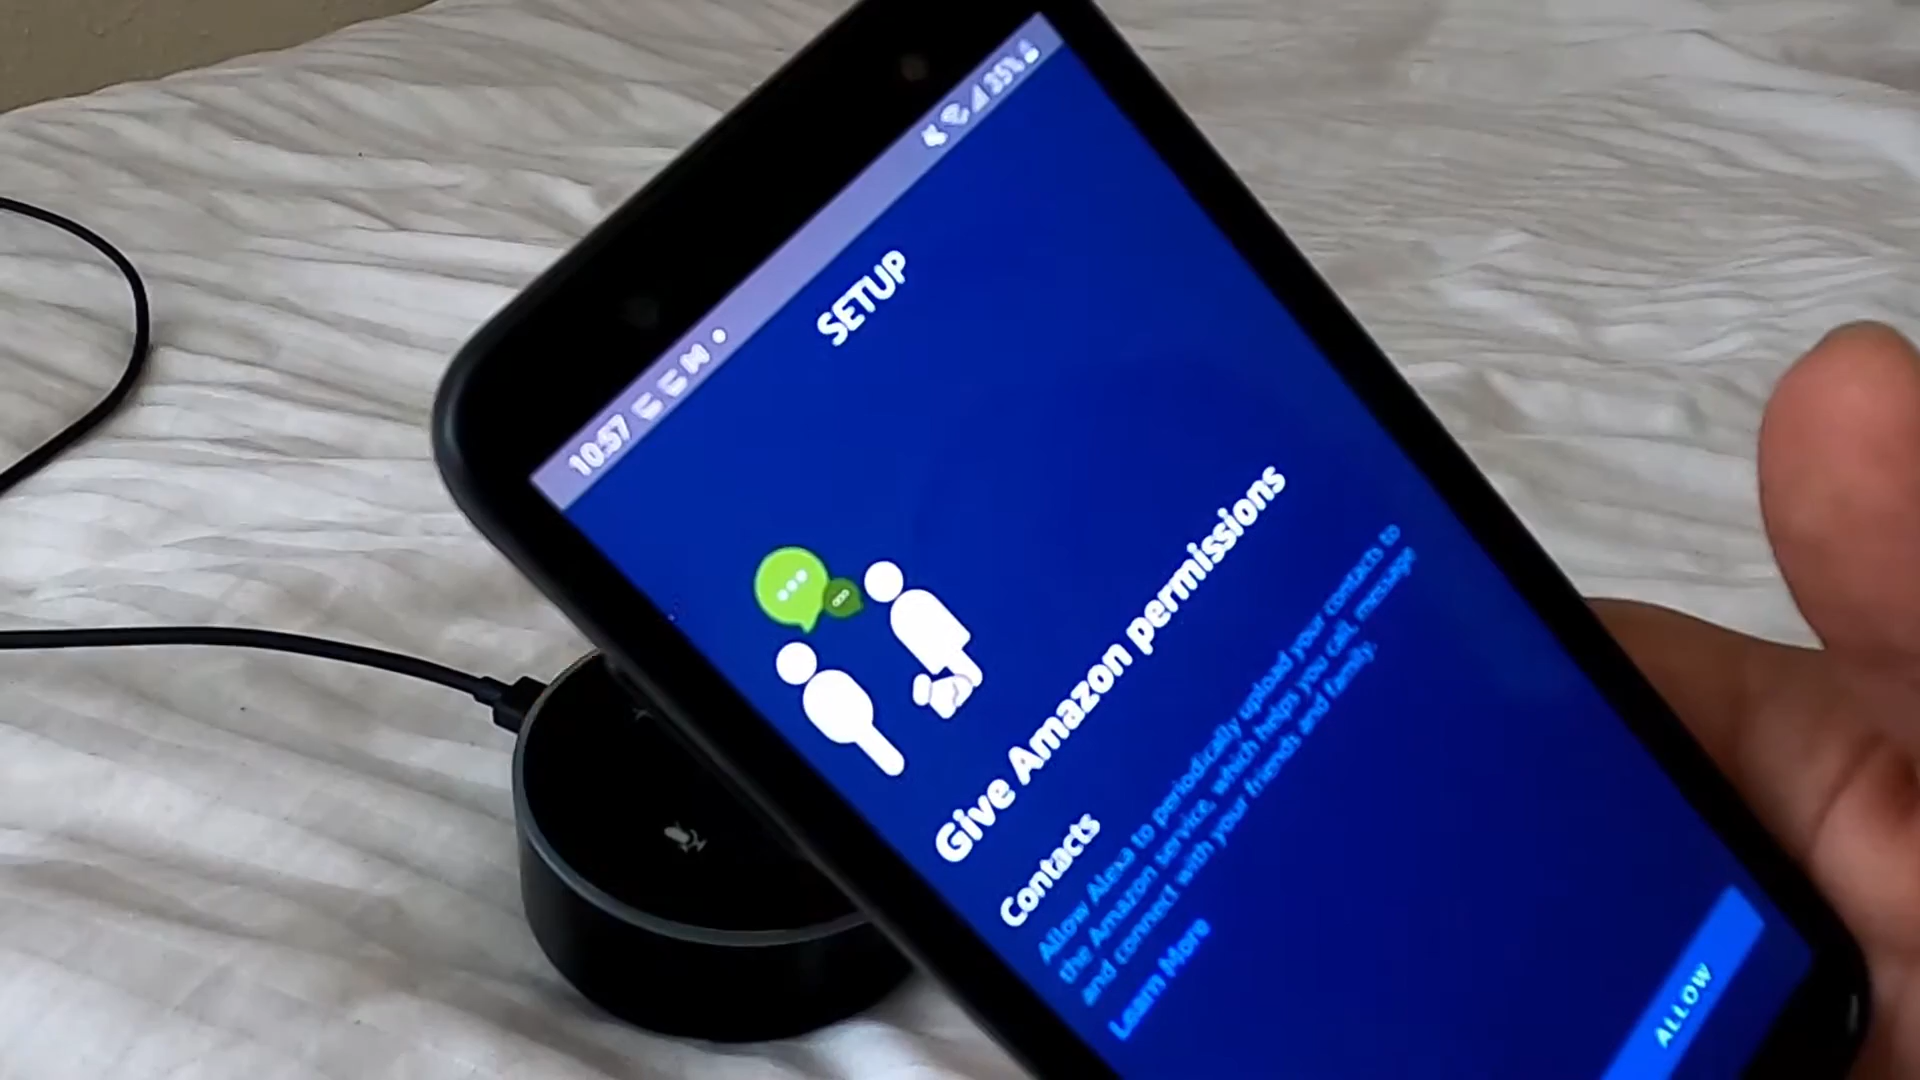 10:57
35%
SETUP
Give Amazon permissions
Contacts
Allow Alexa to periodically upload your contacts to
the Amazon service, which helps you call, message
and connect with your friends and family.
Learn More
ALLOW